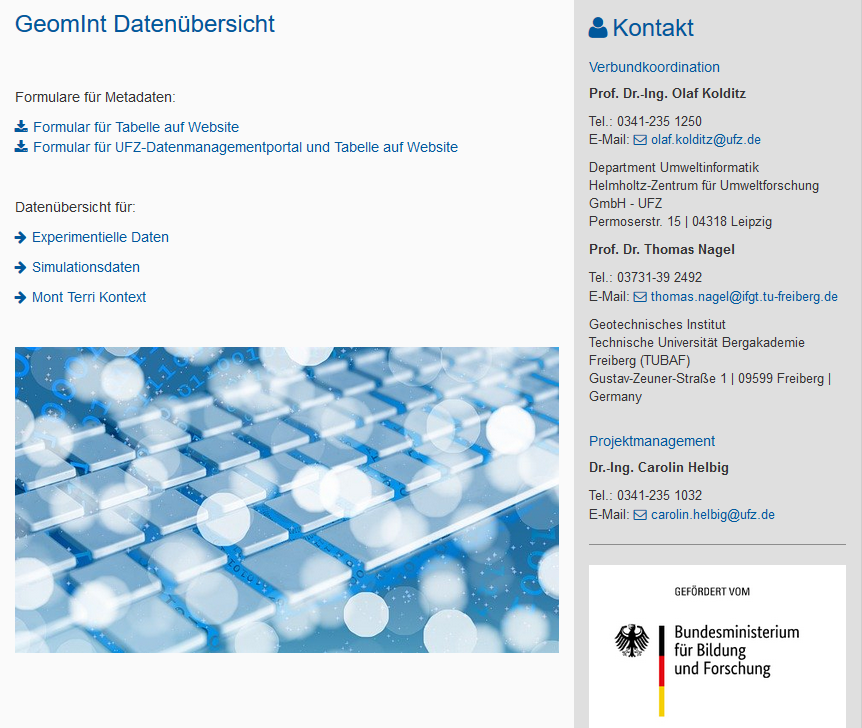 GeomInt Datenübersicht
Formulare für Metadaten:
Formular für Tabelle auf Website
Formular für UFZ-Datenmanagementportal und Tabelle auf Website
Datenübersicht für:
Experimentielle Daten
Simulationsdaten
Mont Terri Kontext
Kontakt
Verbundkoordination
Prof. Dr.-Ing. Olaf Kolditz
Tel.: 0341-235 1250
E-Mail: olaf.kolditz@ufz.de
Department Umweltinformatik
Helmholtz-Zentrum für Umweltforschung
GmbH - UFZ
Permoserstr. 15 | 04318 Leipzig
Prof. Dr. Thomas Nagel
Tel.: 03731-39 2492
E-Mail: thomas.nagel@ifgt.tu-freiberg.de
Geotechnisches Institut
Technische Universität Bergakademie
Freiberg (TUBAF)
Gustav-Zeuner-Straße 1 | 09599 Freiberg |
Germany
Projektmanagement
Dr.-Ing. Carolin Helbig
Tel.: 0341-235 1032
E-Mail: carolin.helbig@ufz.de
GEFÖRDERT VOM
Bundesministerium
für Bildung
und Forschung